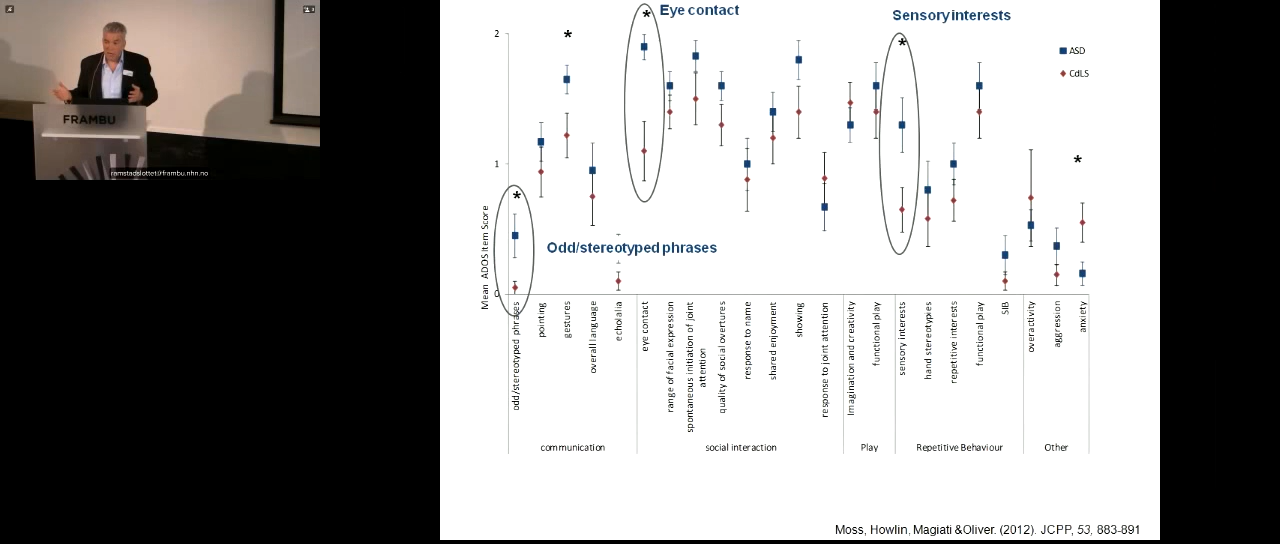 FRAMBU
ramstadslottet@frambu.nhn.no
Eye contact
Sensory interests
Odd/stereotyped phrases
ASD
CdLS
*
*
*
*
*
2
1
0
Mean ADOS Item Score
odd/stereotyped phrases
pointing
gestures
overall language
echolalia
eye contact
range of facial expression
spontaneous initiation of joint
attention
quality of social overtures
response to name
shared enjoyment
showing
response to joint attention
Imagination and creativity
functional play
sensory interests
hand stereotypies
repetitive interests
functional play
SIB
overactivity
aggression
anxiety
communication
social interaction
Play
Repetitive Behaviour
Other
Moss, Howlin, Magiati &Oliver. (2012). JCPP, 53, 883-891